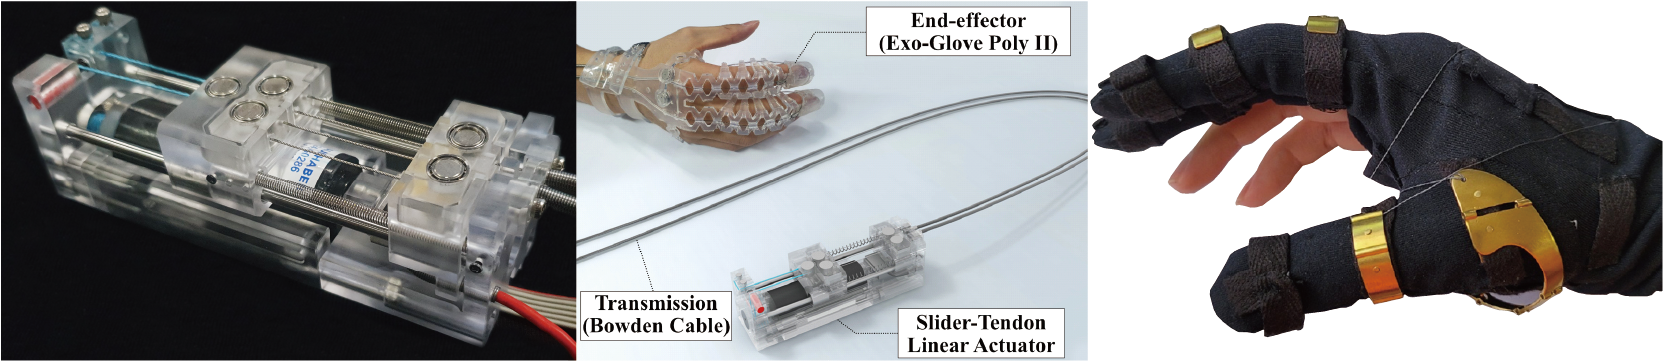 End-effector
(Exo-Glove Poly II)
Transmission
(Bowden Cable)
Slider-Tendon
Linear Actuator